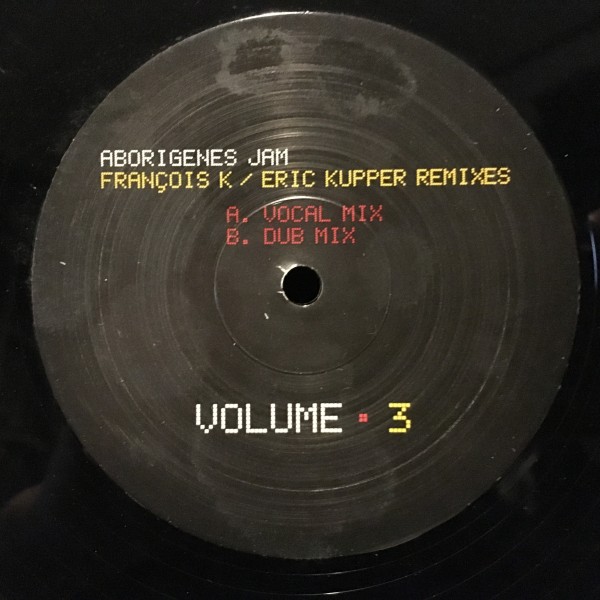 ABORIGENES JAM
FRANÇOIS K / ERIC KUPPER REMIXES
A. VOCAL MIX
B. DUB MIX
VOLUME · 3